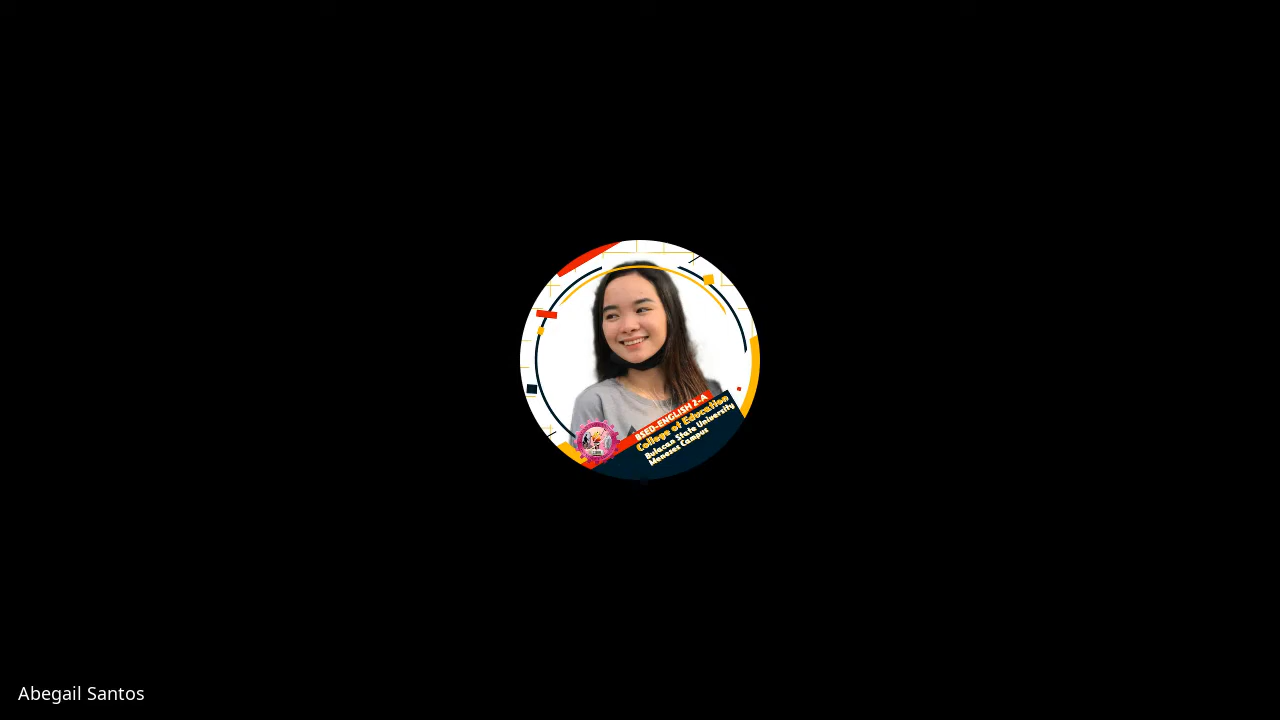 BSED-ENGLISH 2-A
College of Education
Bulacan State University
Meneses Campus
Abegail Santos